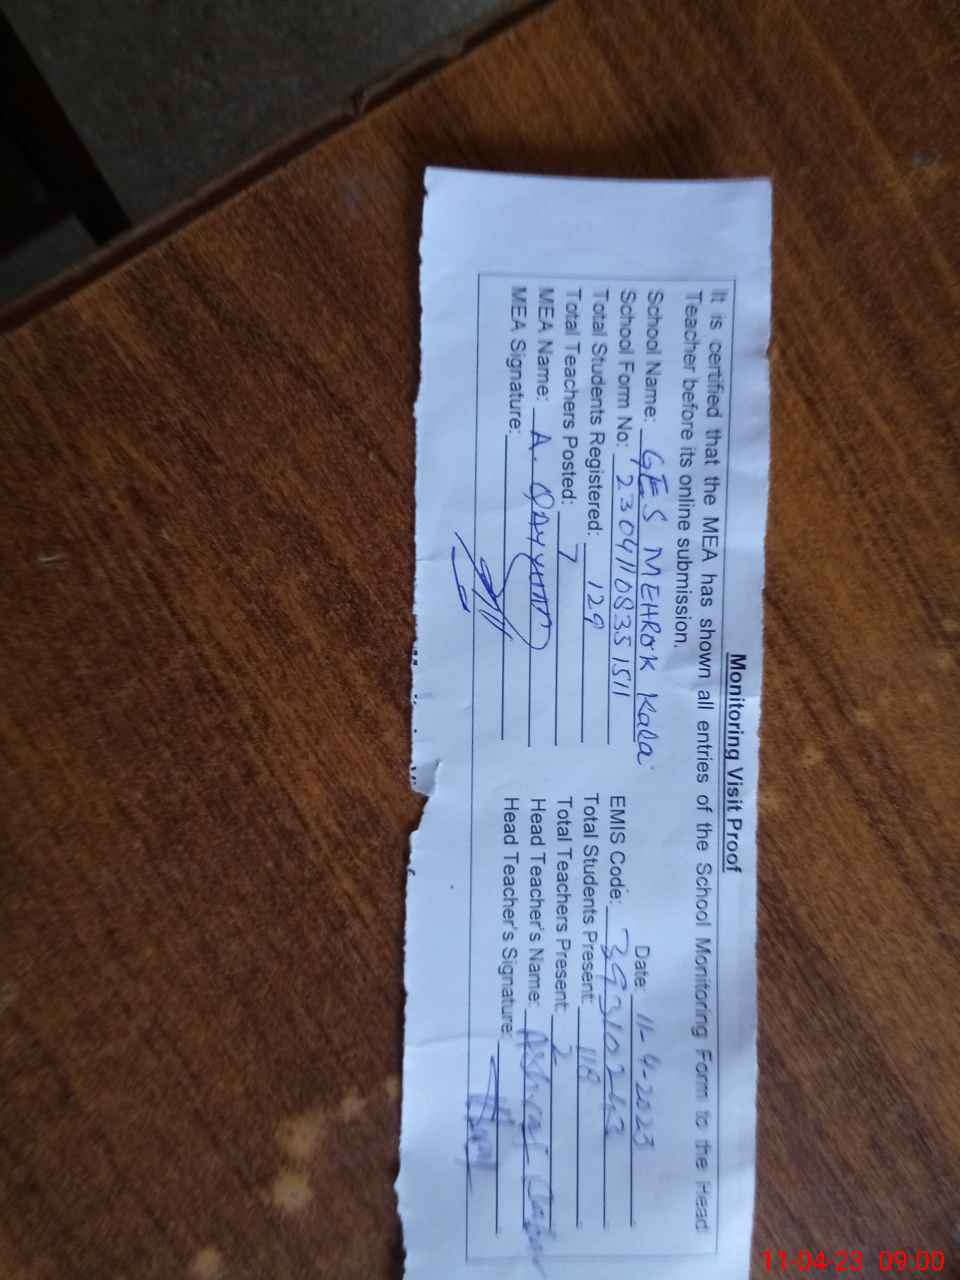 Monitoring Visit Proof
It is certified that the MEA has shown all entries of the School Monitoring Form to the Head
Teacher before its online submission.
School Name: GES MEHROK Kala Date: 11-4-2023
School Form No: 23041108351511 EMIS Code: 39310243
Total Students Registered: 129 Total Students Present: 118
Total Teachers Posted: 7 Total Teachers Present: 2
MEA Name: A. QAYYUM Head Teacher's Name: Ashraf
MEA Signature: Head Teacher's Signature:
11-04-23 09:00